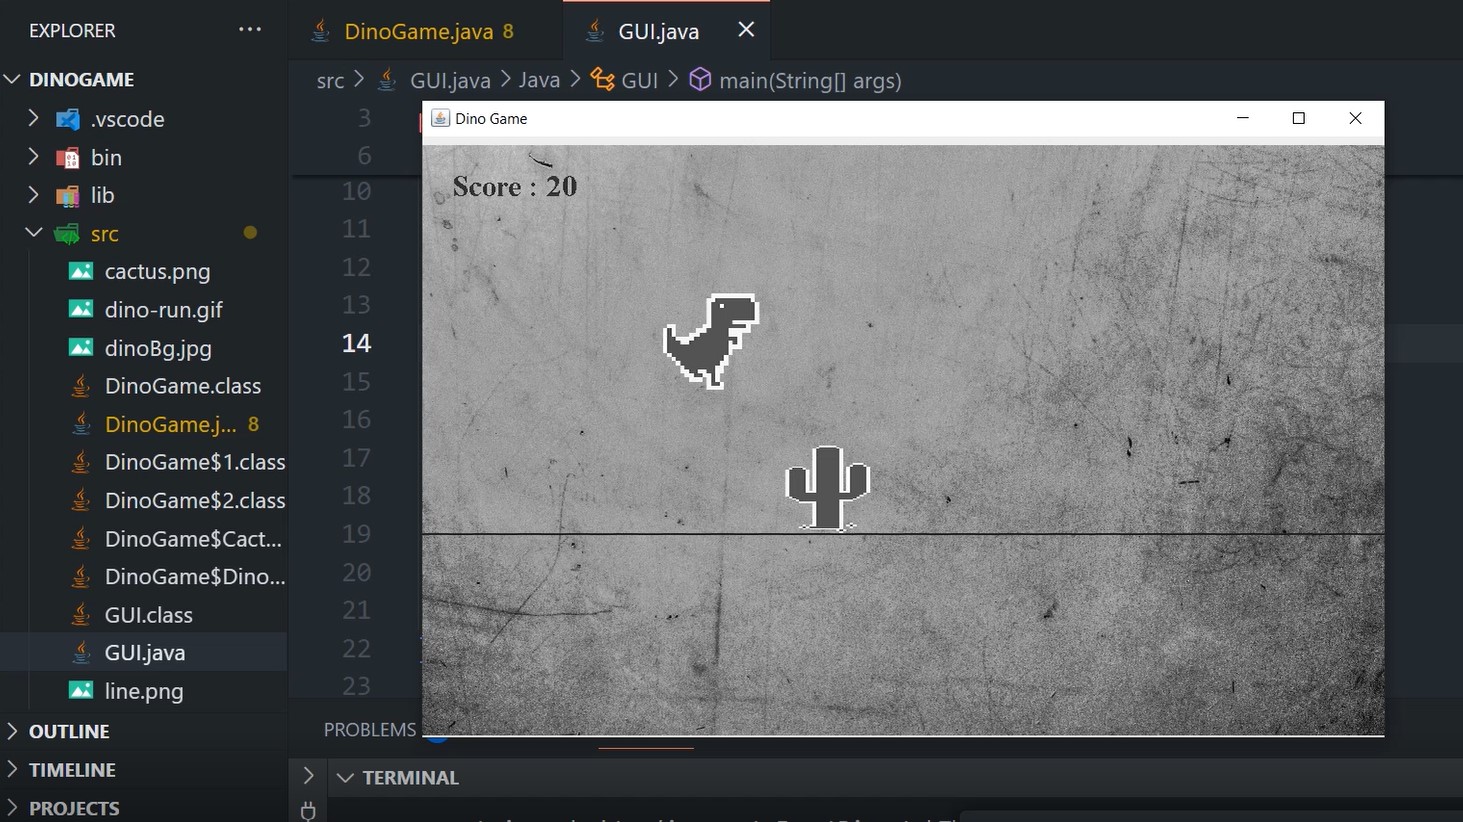 EXPLORER ...
DINOGAME
.vscode
bin
lib
src
cactus.png
dino-run.gif
dinoBg.jpg
DinoGame.class
DinoGame.j... 8
DinoGame$1.class
DinoGame$2.class
DinoGame$Cact...
DinoGame$Dino...
GUI.class
GUI.java
line.png
OUTLINE
TIMELINE
PROJECTS
DinoGame.java 8
GUI.java
src > GUI.java > Java > GUI > main(String[] args)
3
6
10
11
12
13
14
15
16
17
18
19
20
21
22
23
Dino Game
Score : 20
PROBLEMS
TERMINAL